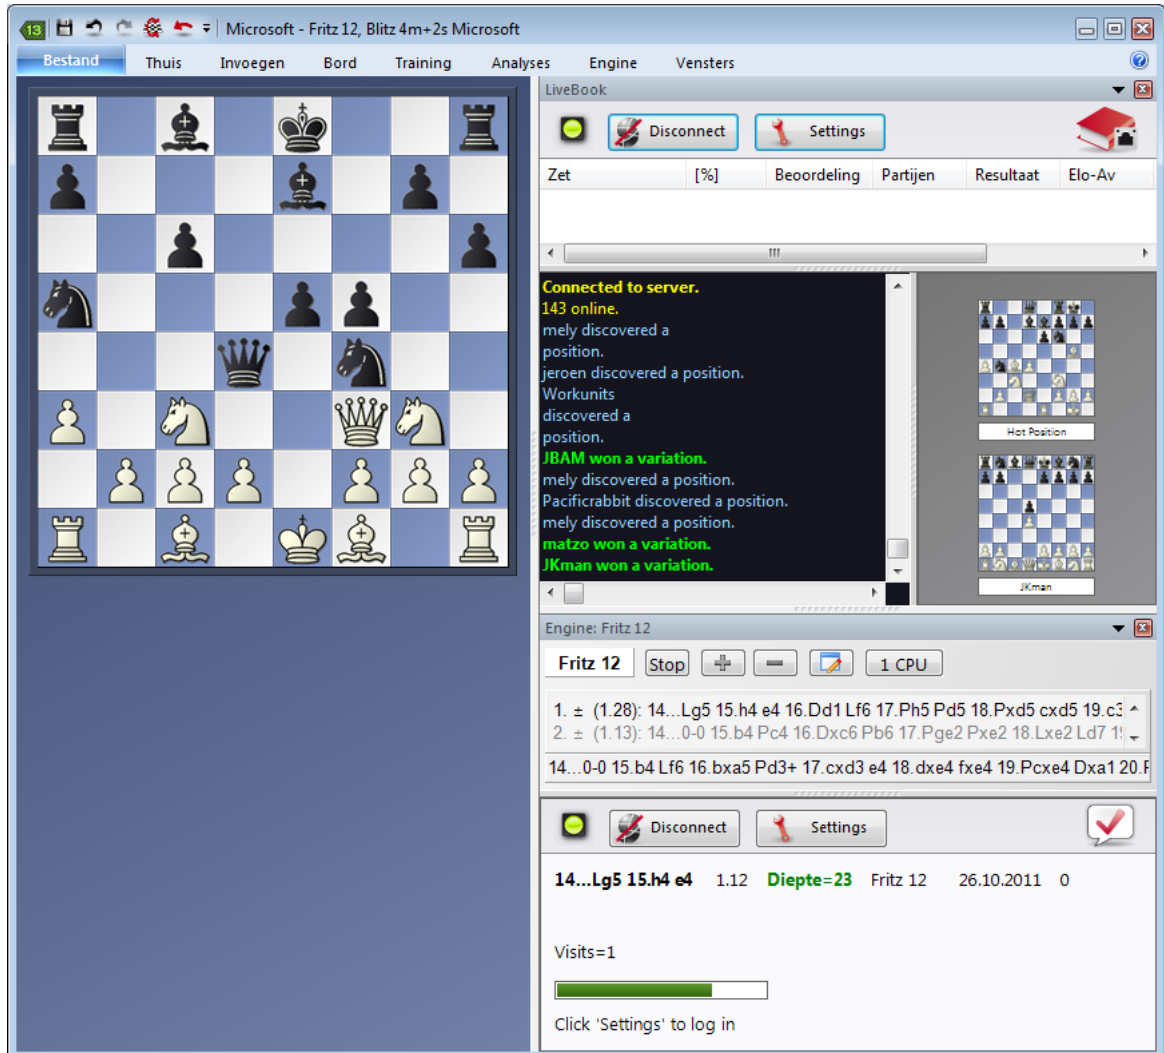 13
Microsoft - Fritz 12, Blitz 4m+2s Microsoft
Bestand Thuis Invoegen Bord Training Analyses Engine Vensters
LiveBook
Disconnect Settings
Zet [%] Beoordeling Partijen Resultaat Elo-Av
Connected to server.
143 online.
mely discovered a
position.
jeroen discovered a position.
Workunits
discovered a
position.
JBAM won a variation.
mely discovered a position.
Pacificrabbit discovered a position.
mely discovered a position.
matzo won a variation.
JKman won a variation.
Hot Position
JKman
Engine: Fritz 12
Fritz 12 Stop 1 CPU
1. ± (1.28): 14...Lg5 15.h4 e4 16.Dd1 Lf6 17.Ph5 Pd5 18.Pxd5 cxd5 19.c3
2. ± (1.13): 14...0-0 15.b4 Pc4 16.Dxc6 Pb6 17.Pge2 Pxe2 18.Lxe2 Ld7
14...0-0 15.b4 Lf6 16.bxa5 Pd3+ 17.cxd3 e4 18.dxe4 fxe4 19.Pcxe4 Dxa1
Disconnect Settings
14...Lg5 15.h4 e4 1.12 Diepte=23 Fritz 12 26.10.2011 0
Visits=1
Click 'Settings' to log in